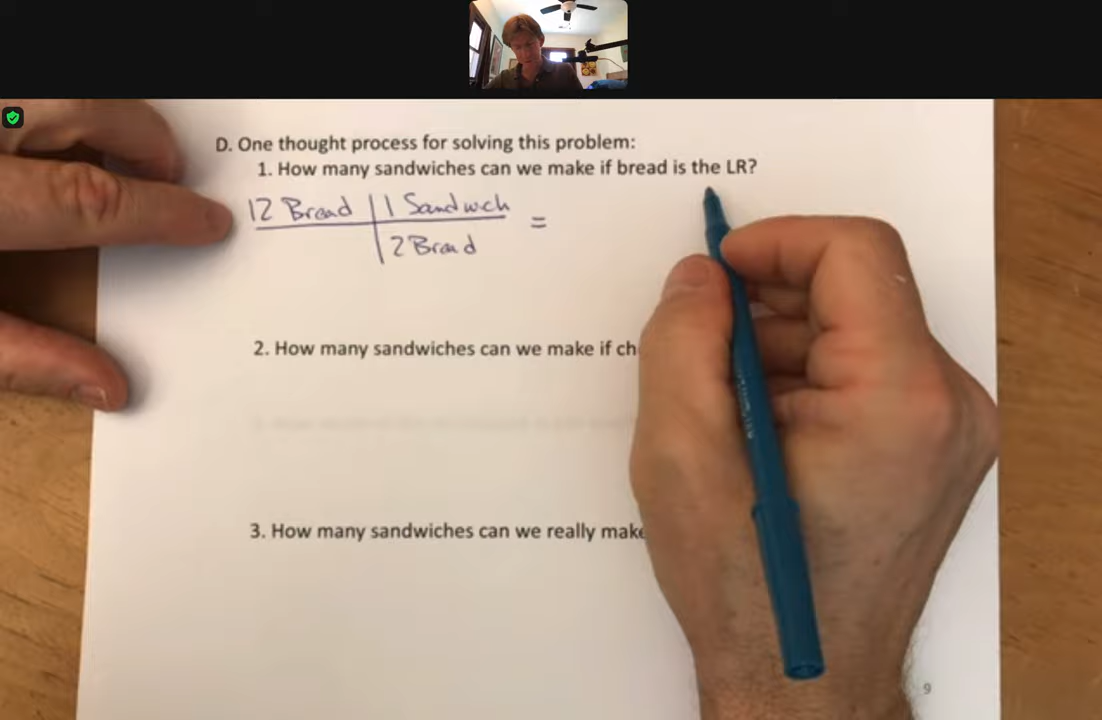 D. One thought process for solving this problem:
1. How many sandwiches can we make if bread is the LR?
12 Bread | 1 Sandwch =
2 Bread
2. How many sandwiches can we make if ch
3. How many sandwiches can we really make
9